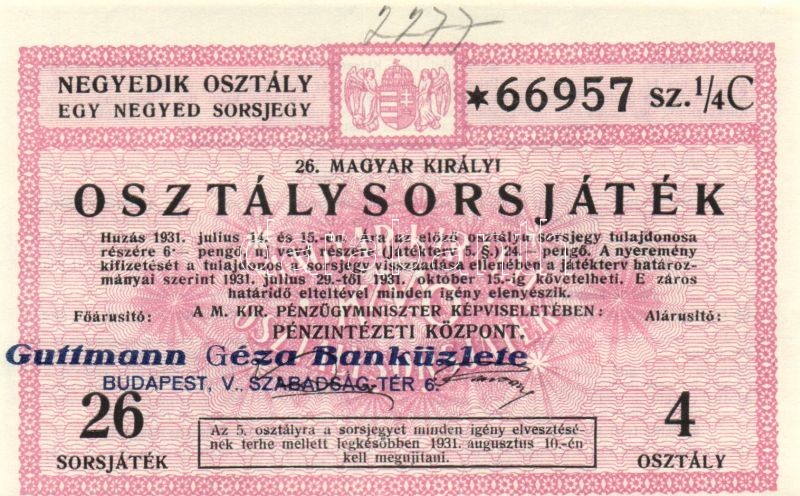 2277
NEGYEDIK OSZTÁLY
EGY NEGYED SORSJEGY
*66957 SZ. 1/4 C
26. MAGYAR KIRÁLYI
OSZTÁLYSORSJÁTÉK
Huzás 1931. julius 14. és 15.-én. Ára az előző osztályu sorsjegy tulajdonosa
részére 6·- pengő, uj vevő részére (Játékterv 5. §.) 24.- pengő. A nyeremény
kifizetését a tulajdonos a sorsjegy visszaadása ellenében a játékterv határoz-
mányai szerint 1931. julius 29.-től 1931. október 15.-ig követelheti. E záros
határidő elteltével minden igény elenyészik.
Főárusitó:
A M. KIR. PÉNZÜGYMINISZTER KÉPVISELETÉBEN:
Alárusitó:
PÉNZINTÉZETI KÖZPONT.
Guttmann Géza Banküzlete
BUDAPEST, V., SZABADSÁG-TÉR 6.
26
SORSJÁTÉK
Az 5. osztályra a sorsjegyet minden igény elvesztésé-
nek terhe mellett legkésőbben 1931. augusztus 10.-én
kell megujitani.
4
OSZTÁLY